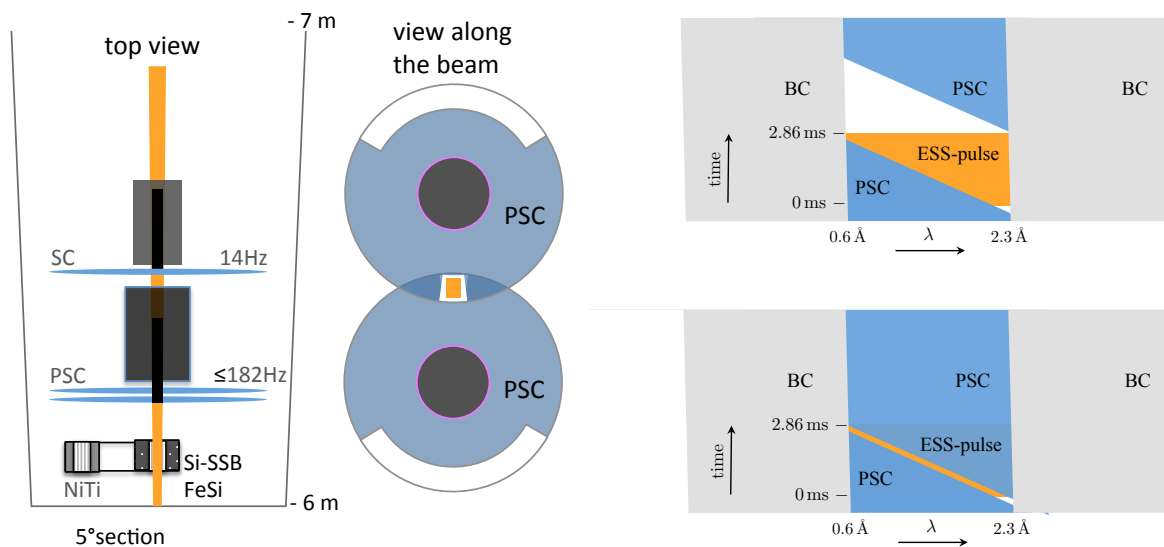 - 7 m
top view
SC
14Hz
PSC
≤182Hz
Si-SSB
NiTi
FeSi
- 6 m
5°section
view along
the beam
PSC
PSC
BC
PSC
BC
2.86 ms
ESS-pulse
time
PSC
0 ms
0.6 Å
λ
2.3 Å
BC
PSC
BC
2.86 ms
ESS-pulse
time
PSC
0 ms
0.6 Å
λ
2.3 Å